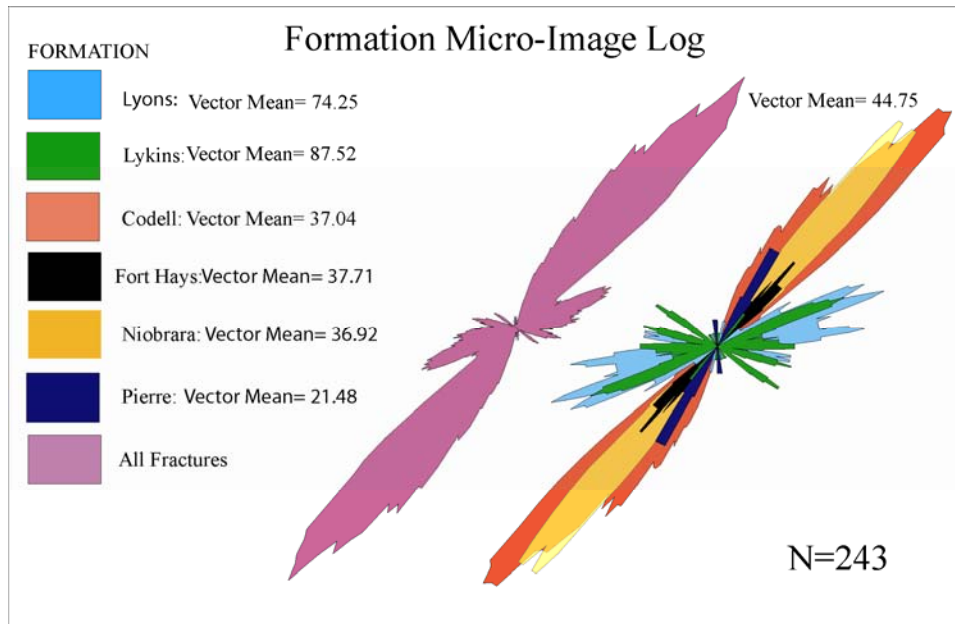 Formation Micro-Image Log
FORMATION
Lyons: Vector Mean= 74.25
Vector Mean= 44.75
Lykins: Vector Mean= 87.52
Codell: Vector Mean= 37.04
Fort Hays: Vector Mean= 37.71
Niobrara: Vector Mean= 36.92
Pierre: Vector Mean= 21.48
All Fractures
N=243